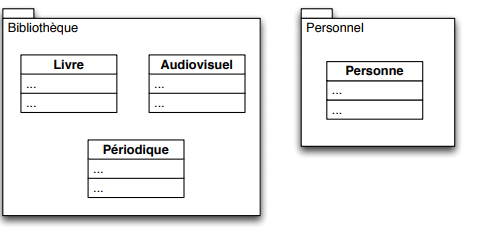 Bibliothèque
Livre
...
...
Audiovisuel
...
...
Périodique
...
...
Personnel
Personne
...
...